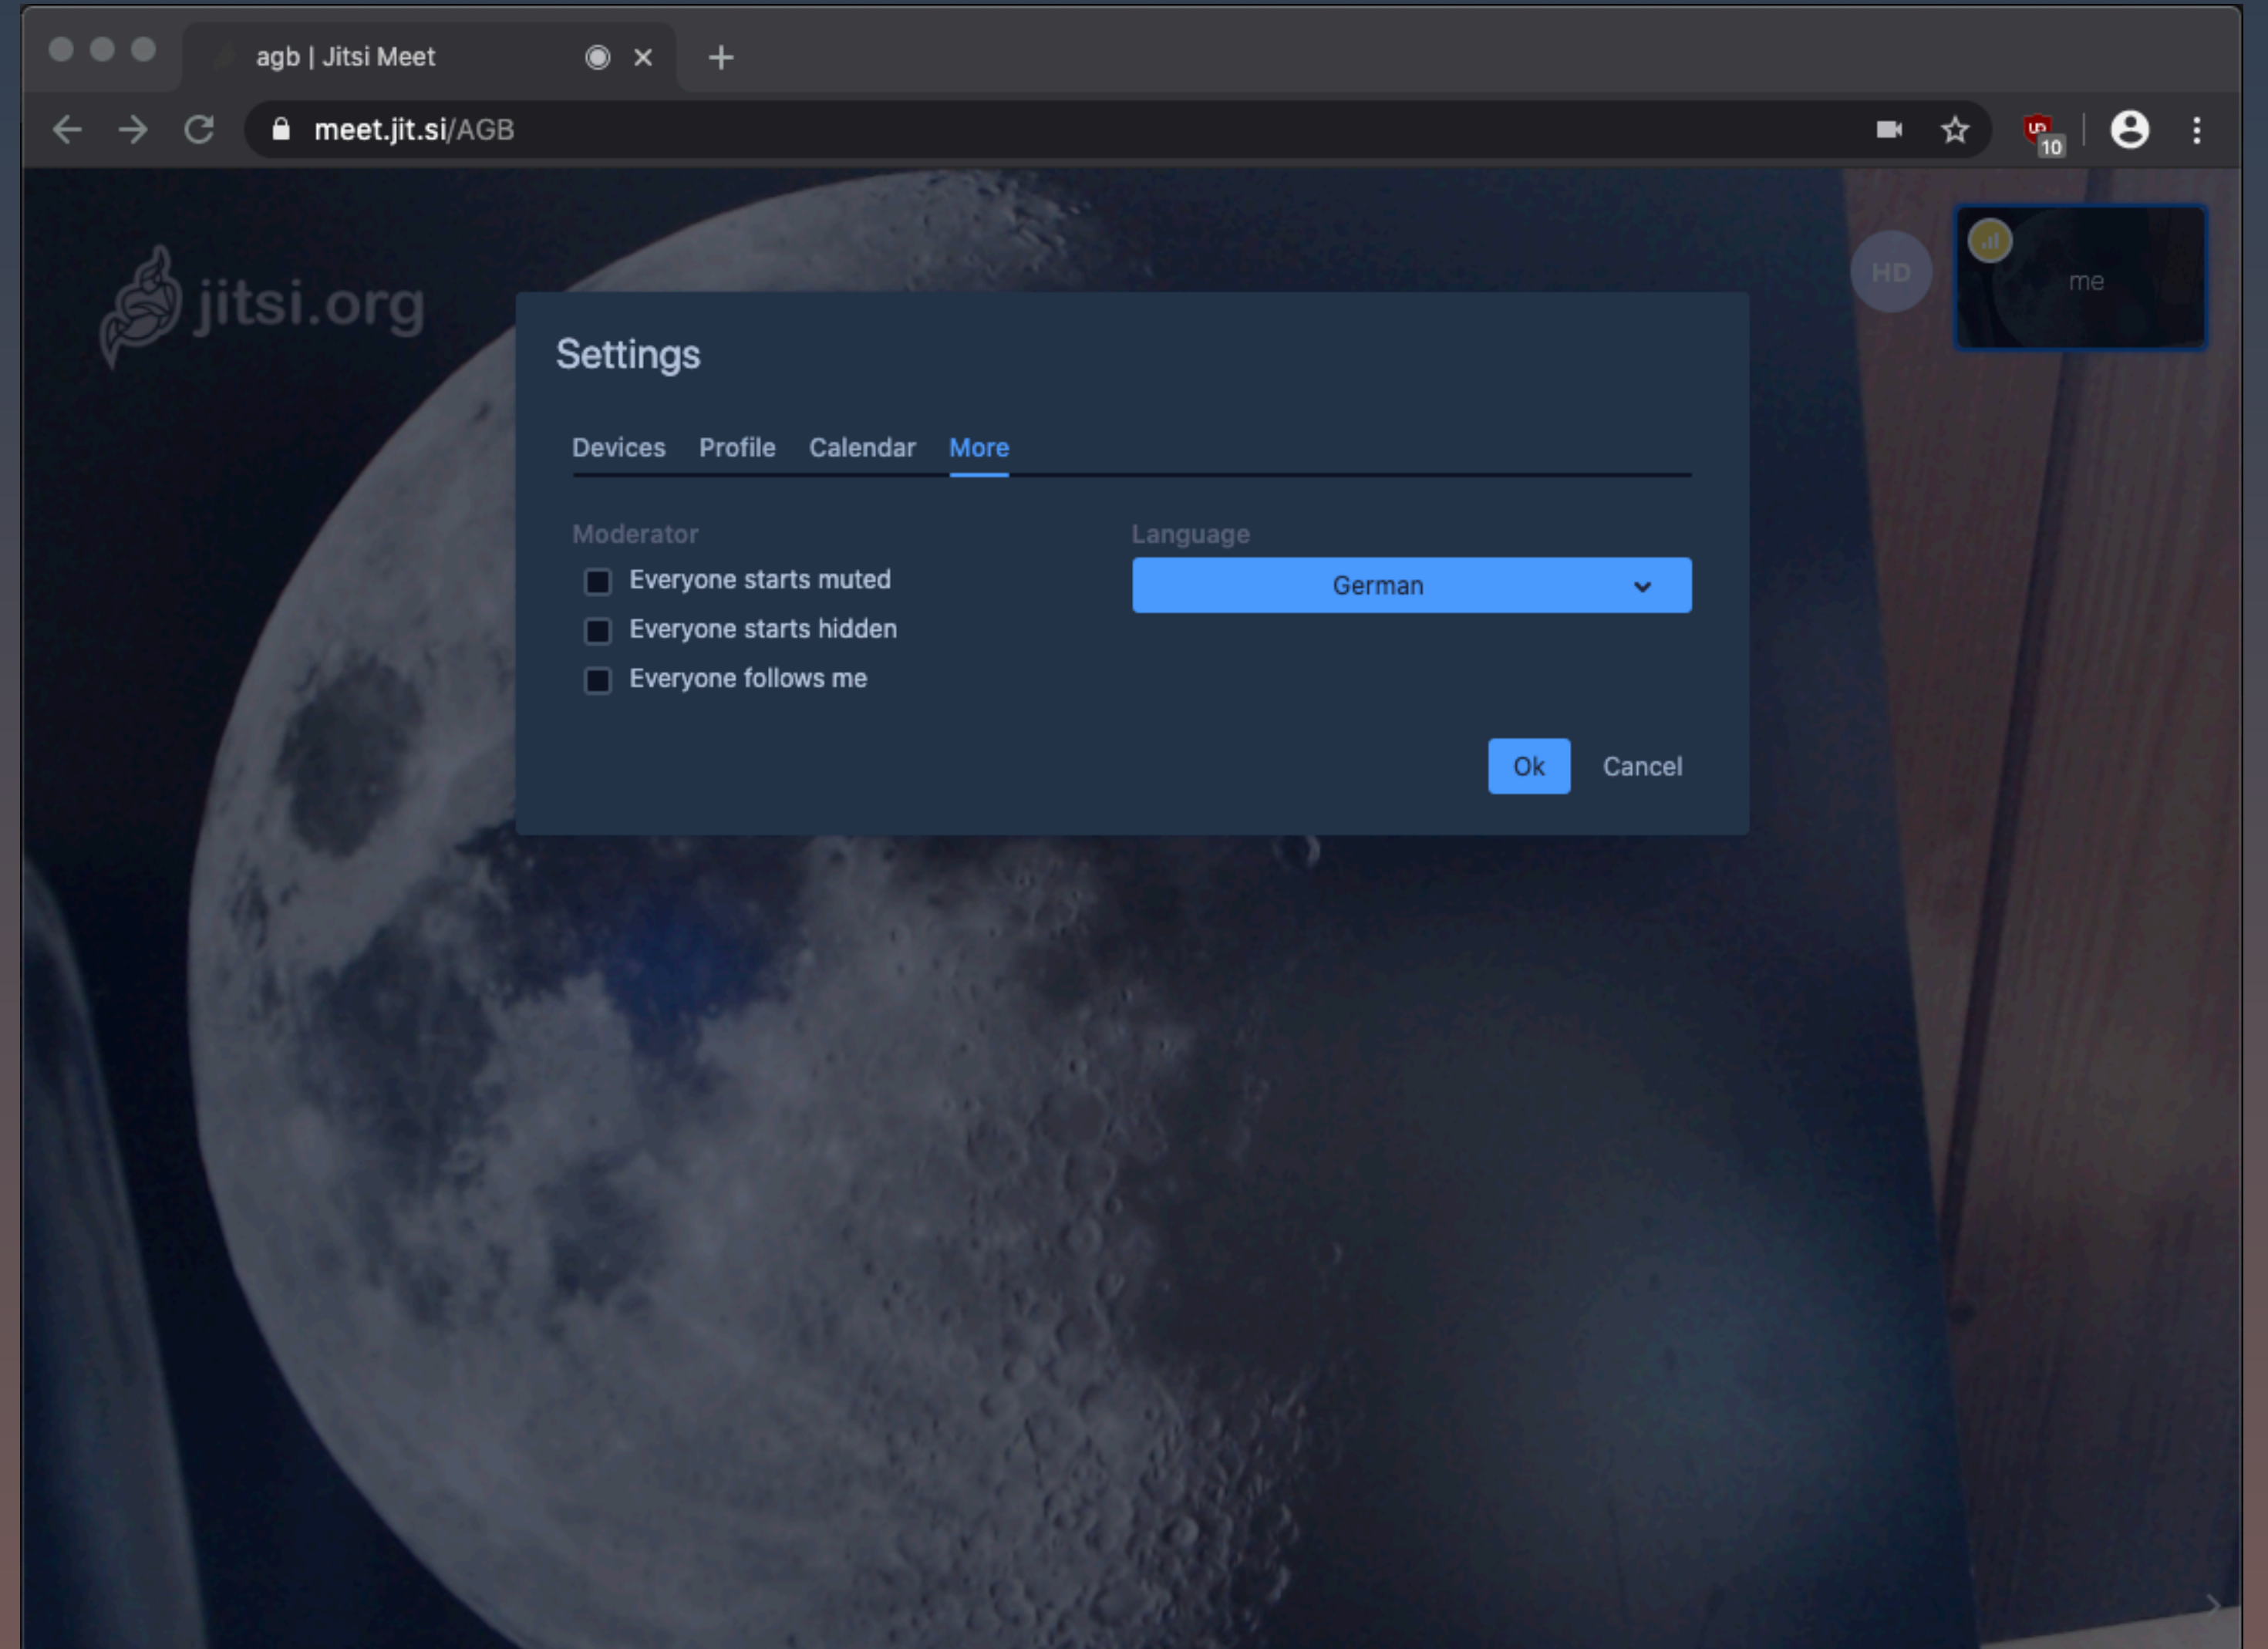 agb | Jitsi Meet
meet.jit.si/AGB
10
jitsi.org
HD
me
Settings
Devices Profile Calendar More
Moderator
Language
Everyone starts muted
German
Everyone starts hidden
Everyone follows me
Ok Cancel